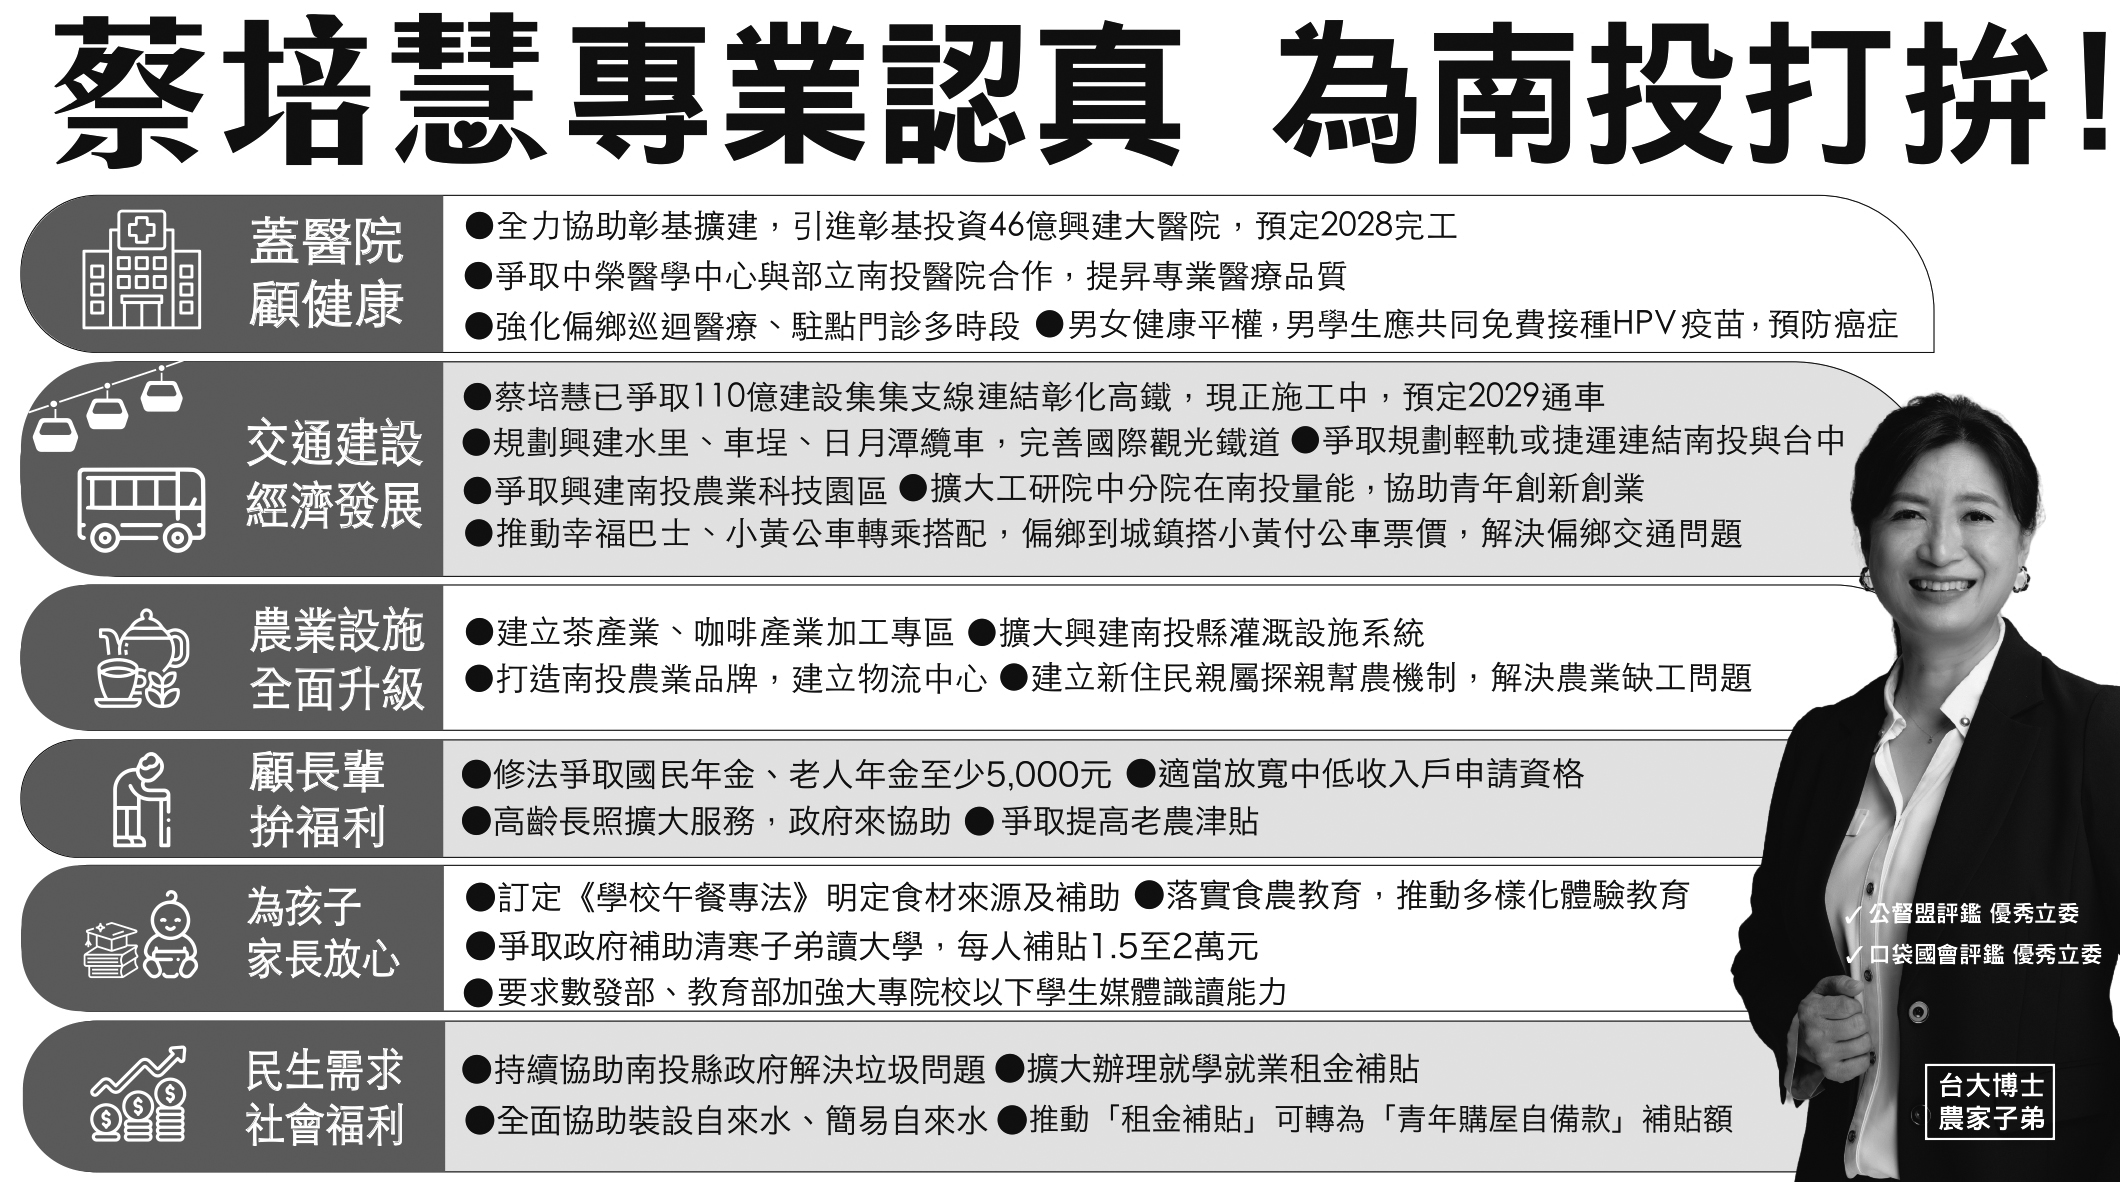 蔡培慧專業認真 為南投打拚!
蓋醫院
顧健康
●全力協助彰基擴建，引進彰基投資46億興建大醫院，預定2028完工
●爭取中榮醫學中心與部立南投醫院合作，提昇專業醫療品質
●強化偏鄉巡迴醫療、駐點門診多時段 ●男女健康平權，男學生應共同免費接種HPV疫苗，預防癌症
交通建設
經濟發展
●蔡培慧已爭取110億建設集集支線連結彰化高鐵，現正施工中，預定2029通車
●規劃興建水里、車埕、日月潭纜車，完善國際觀光鐵道 ●爭取規劃輕軌或捷運連結南投與台中
●爭取興建南投農業科技園區 ●擴大工研院中分院在南投量能，協助青年創新創業
●推動幸福巴士、小黃公車轉乘搭配，偏鄉到城鎮搭小黃付公車票價，解決偏鄉交通問題
農業設施
全面升級
●建立茶產業、咖啡產業加工專區 ●擴大興建南投縣灌溉設施系統
●打造南投農業品牌，建立物流中心 ●建立新住民親屬探親幫農機制，解決農業缺工問題
顧長輩
拚福利
●修法爭取國民年金、老人年金至少5,000元 ●適當放寬中低收入戶申請資格
●高齡長照擴大服務，政府來協助 ●爭取提高老農津貼
為孩子
家長放心
●訂定《學校午餐專法》明定食材來源及補助 ●落實食農教育，推動多樣化體驗教育
●爭取政府補助清寒子弟讀大學，每人補貼1.5至2萬元
●要求數發部、教育部加強大專院校以下學生媒體識讀能力
民生需求
社會福利
●持續協助南投縣政府解決垃圾問題 ●擴大辦理就學就業租金補貼
●全面協助裝設自來水、簡易自來水 ●推動「租金補貼」可轉為「青年購屋自備款」補貼額
✓公督盟評鑑 優秀立委
✓口袋國會評鑑 優秀立委
台大博士
農家子弟